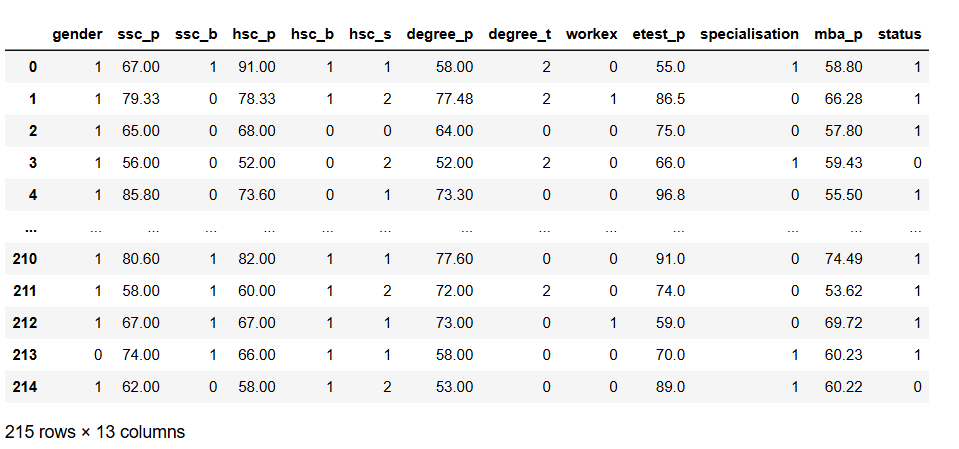 gender ssc_p ssc_b hsc_p hsc_b hsc_s degree_p degree_t workex etest_p specialisation mba_p status
0 1 67.00 1 91.00 1 1 58.00 2 0 55.0 1 58.80 1
1 1 79.33 0 78.33 1 2 77.48 2 1 86.5 0 66.28 1
2 1 65.00 0 68.00 0 0 64.00 0 0 75.0 0 57.80 1
3 1 56.00 0 52.00 0 2 52.00 2 0 66.0 1 59.43 0
4 1 85.80 0 73.60 0 1 73.30 0 0 96.8 0 55.50 1
... ... ... ... ... ... ... ... ... ... ... ... ... ...
210 1 80.60 1 82.00 1 1 77.60 0 0 91.0 0 74.49 1
211 1 58.00 1 60.00 1 2 72.00 2 0 74.0 0 53.62 1
212 1 67.00 1 67.00 1 1 73.00 0 1 59.0 0 69.72 1
213 0 74.00 1 66.00 1 1 58.00 0 0 70.0 1 60.23 1
214 1 62.00 0 58.00 1 2 53.00 0 0 89.0 1 60.22 0
215 rows × 13 columns